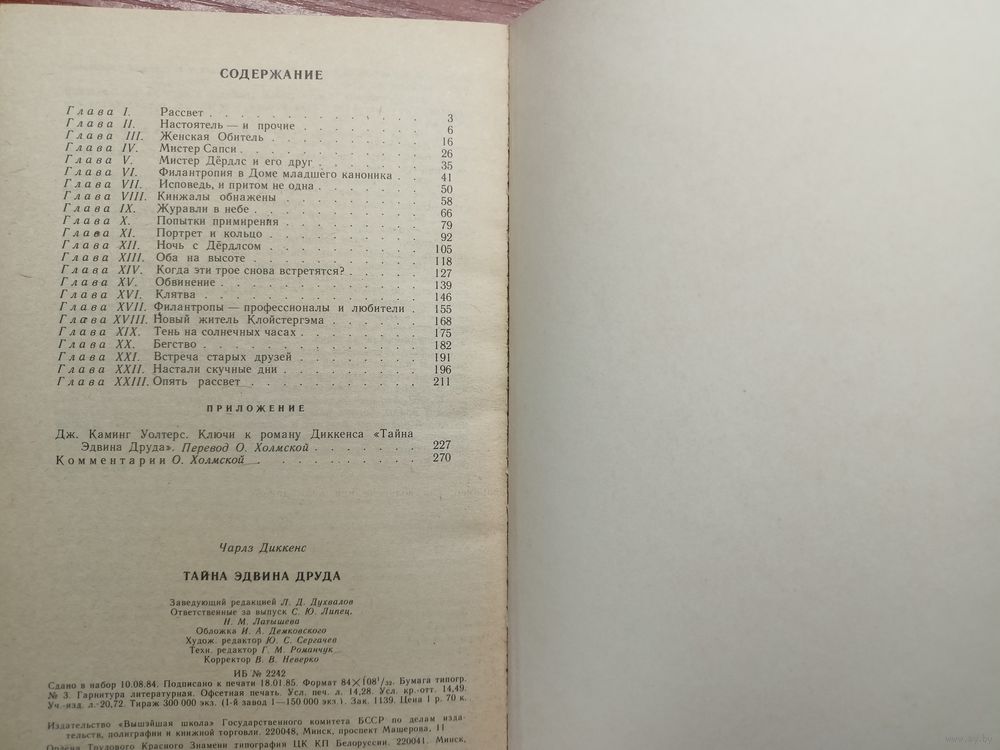 СОДЕРЖАНИЕ
Глава I. Рассвет . . . . . . . . . . . . 3
Глава II. Настоятель — и прочие . . . . . . . 6
Глава III. Женская Обитель . . . . . . . . . 16
Глава IV. Мистер Сапси . . . . . . . . . . 26
Глава V. Мистер Дёрдлс и его друг . . . . . . 35
Глава VI. Филантропия в Доме младшего каноника . . 41
Глава VII. Исповедь, и притом не одна . . . . . . 50
Глава VIII. Кинжалы обнажены . . . . . . . . 58
Глава IX. Журавли в небе . . . . . . . . . 66
Глава X. Попытки примирения . . . . . . . . 79
Глава XI. Портрет и кольцо . . . . . . . . . 92
Глава XII. Ночь с Дёрдлсом . . . . . . . . . 105
Глава XIII. Оба на высоте . . . . . . . . . 118
Глава XIV. Когда эти трое снова встретятся? . . . . 127
Глава XV. Обвинение . . . . . . . . . . . 139
Глава XVI. Клятва . . . . . . . . . . . . 146
Глава XVII. Филантропы — профессионалы и любители . 155
Глава XVIII. Новый житель Клойстергэма . . . . . 168
Глава XIX. Тень на солнечных часах . . . . . . 175
Глава XX. Бегство . . . . . . . . . . . . 182
Глава XXI. Встреча старых друзей . . . . . . . 191
Глава XXII. Настали скучные дни . . . . . . . 196
Глава XXIII. Опять рассвет . . . . . . . . . 211
ПРИЛОЖЕНИЕ
Дж. Каминг Уолтерс. Ключи к роману Диккенса «Тайна
Эдвина Друда». Перевод О. Холмской . . . . . . 227
Комментарии О. Холмской . . . . . . . . . 270
Чарлз Диккенс
ТАЙНА ЭДВИНА ДРУДА
Заведующий редакцией Л. Д. Духвалов
Ответственные за выпуск С. Ю. Липец,
Н. М. Латышева
Обложка И. А. Демковского
Худож. редактор Ю. С. Сергачев
Техн. редактор Г. М. Романчук
Корректор В. В. Неверко
ИБ № 2242
Сдано в набор 10.08.84. Подписано к печати 18.01.85. Формат 84×108¹/₃₂. Бумага типогр.
№ 3. Гарнитура литературная. Офсетная печать. Усл. печ. л. 14,28. Усл. кр.-отт. 14,49.
Уч.-изд. л. 20,72. Тираж 300 000 экз. (1-й завод 1—150 000 экз.). Зак. 1139. Цена 1 р. 70 к.
Издательство «Вышэйшая школа» Государственного комитета БССР по делам изда-
тельств, полиграфии и книжной торговли. 220048, Минск, проспект Машерова, 11
Ордена Трудового Красного Знамени типография ЦК КП Белоруссии. 220041, Минск,